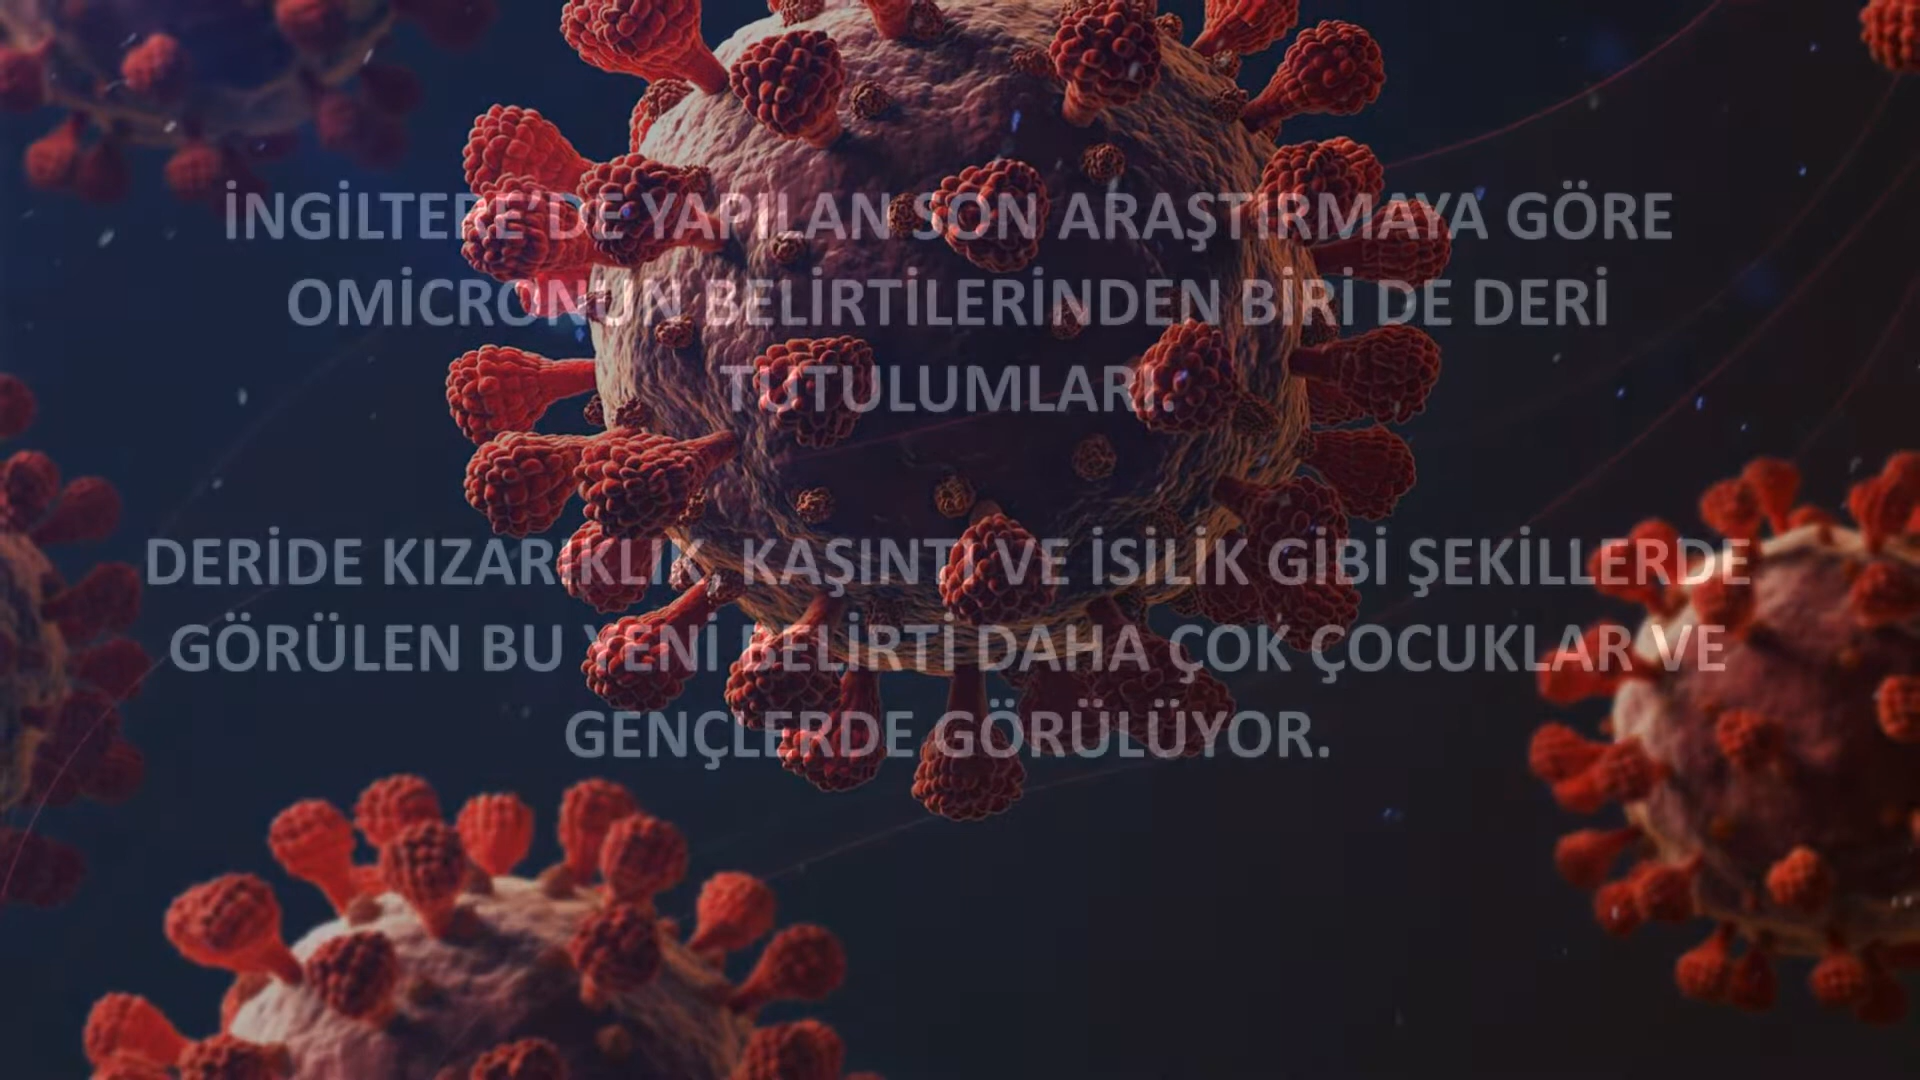 İNGİLTERE'DE YAPILAN SON ARAŞTIRMAYA GÖRE
OMİCRON'UN BELİRTİLERİNDEN BİRİ DE DERİ
TUTULUMLARI.
DERİDE KIZARIKLIK, KAŞINTI VE İSİLİK GİBİ ŞEKİLLERDE
GÖRÜLEN BU YENİ BELİRTİ DAHA ÇOK ÇOCUKLAR VE
GENÇLERDE GÖRÜLÜYOR.